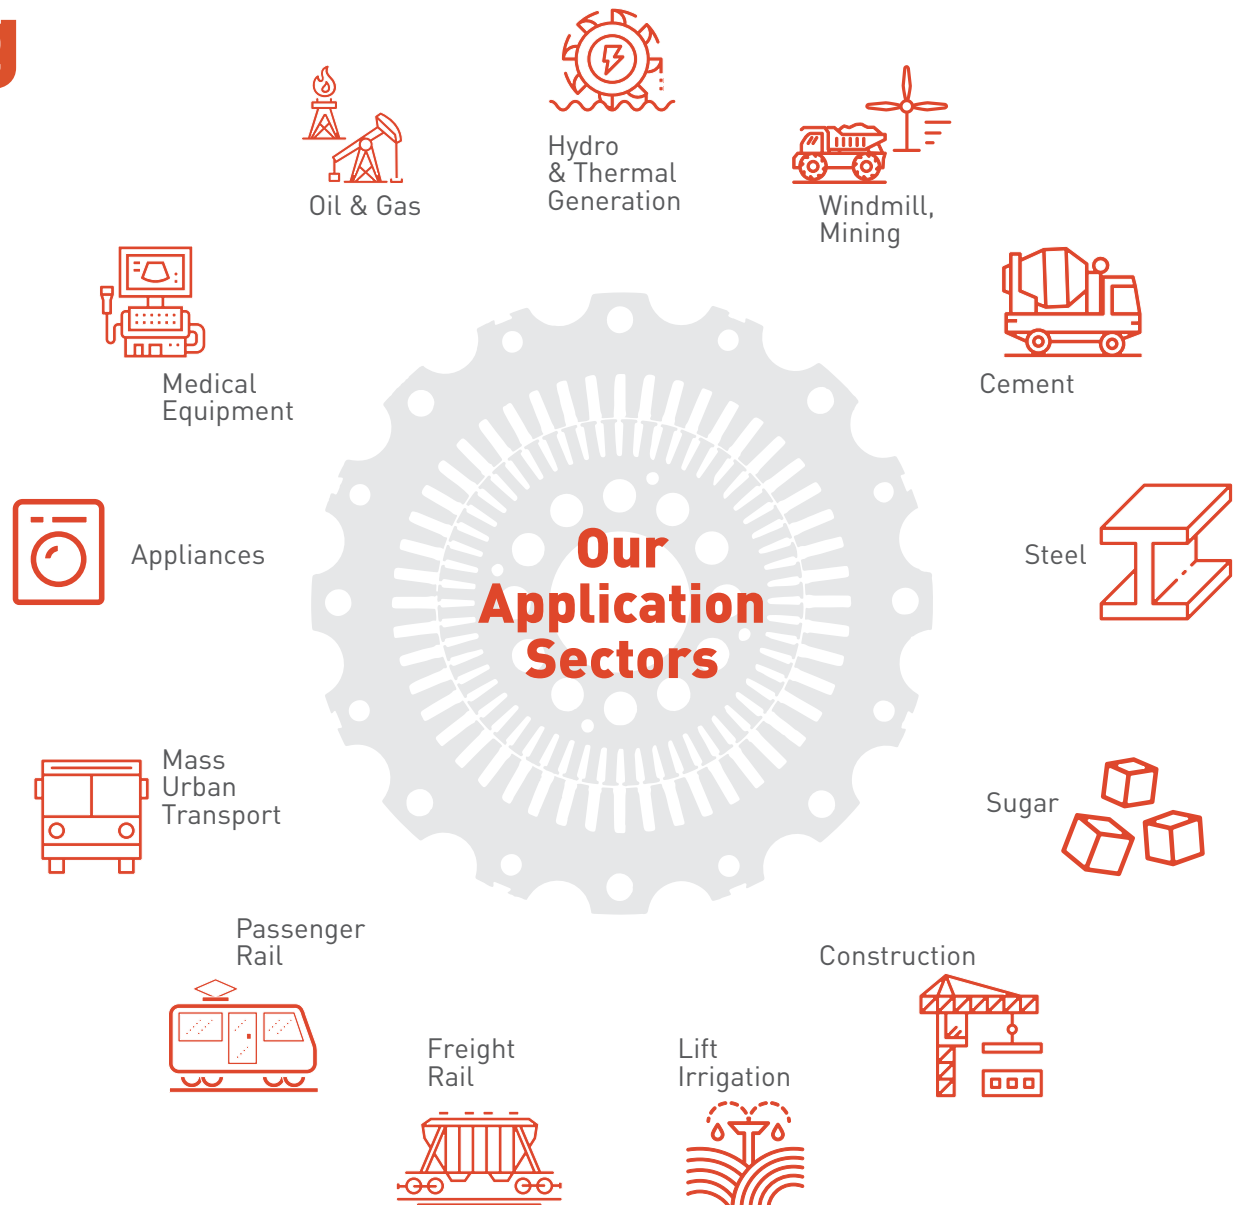 g
Hydro
& Thermal
Generation
Oil & Gas
Windmill,
Mining
Medical
Equipment
Cement
Appliances
Our
Application
Sectors
Steel
Mass
Urban
Transport
Sugar
Passenger
Rail
Construction
Freight
Rail
Lift
Irrigation